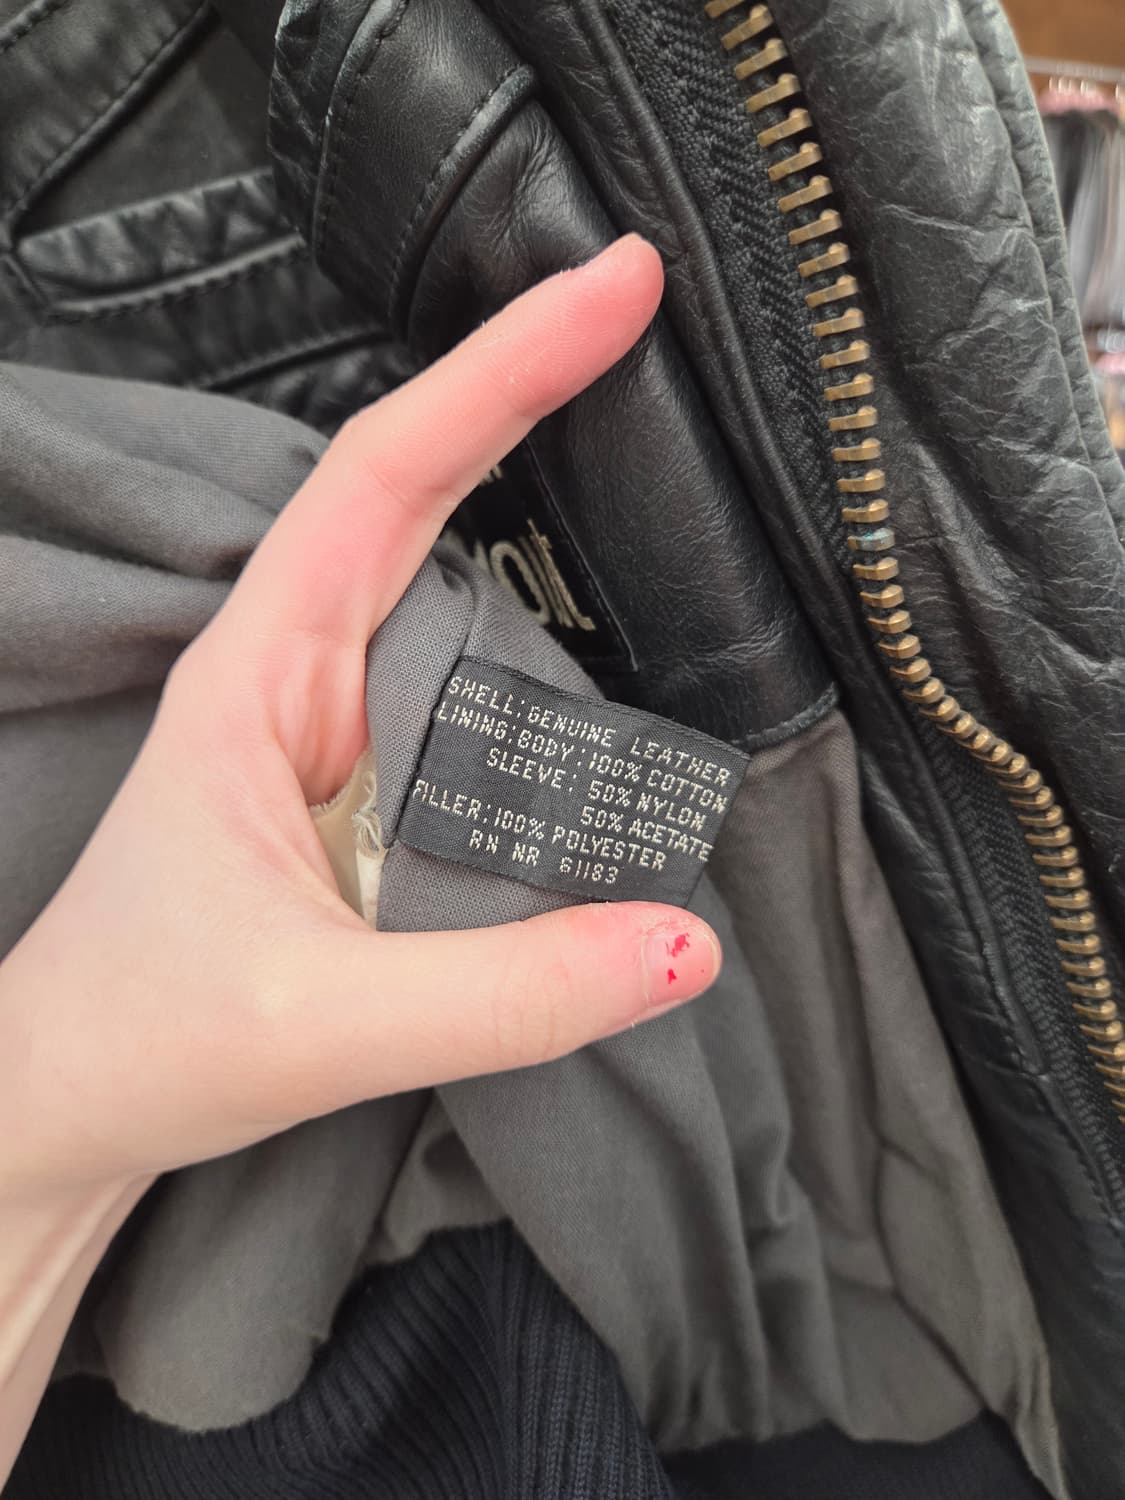 SHELL: GENUINE LEATHER
LINING: BODY: 100% COTTON
SLEEVE: 50% NYLON
50% ACETATE
FILLER: 100% POLYESTER
RN NR 61183